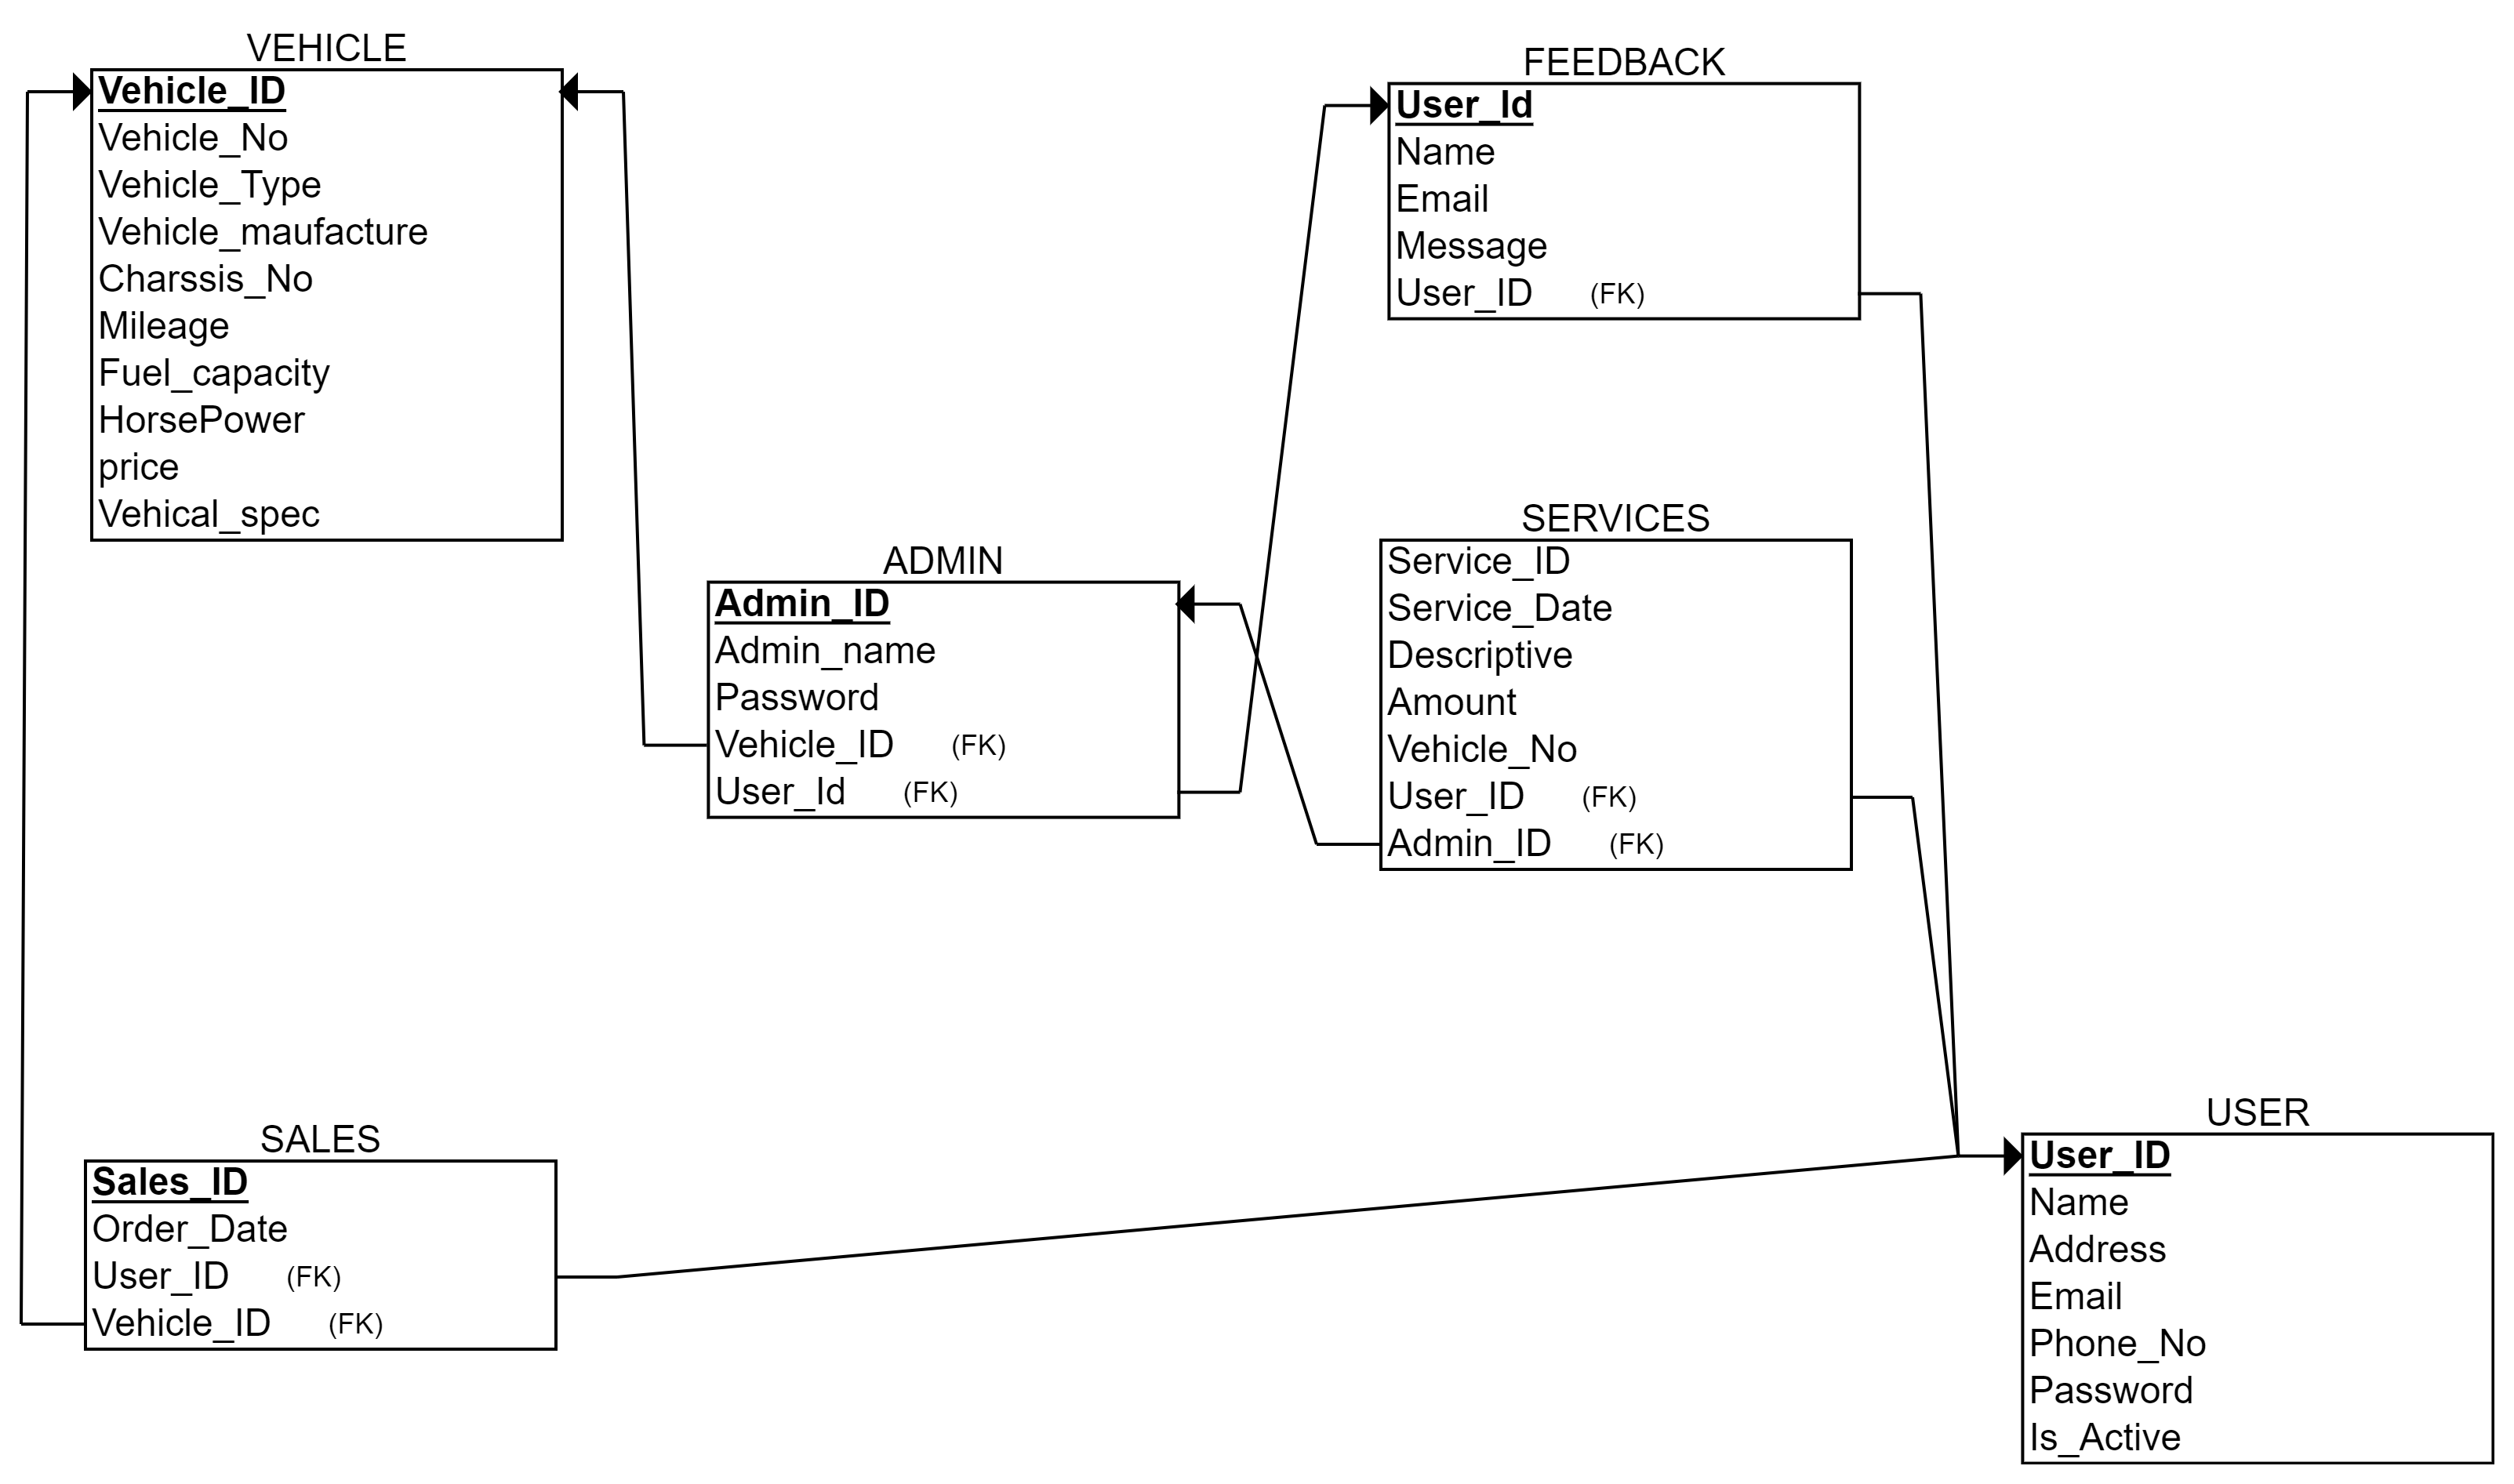 VEHICLE
Vehicle_ID
Vehicle_No
Vehicle_Type
Vehicle_maufacture
Charssis_No
Mileage
Fuel_capacity
HorsePower
price
Vehical_spec
FEEDBACK
User_Id
Name
Email
Message
User_ID (FK)
ADMIN
Admin_ID
Admin_name
Password
Vehicle_ID (FK)
User_Id (FK)
SERVICES
Service_ID
Service_Date
Descriptive
Amount
Vehicle_No
User_ID (FK)
Admin_ID (FK)
SALES
Sales_ID
Order_Date
User_ID (FK)
Vehicle_ID (FK)
USER
User_ID
Name
Address
Email
Phone_No
Password
Is_Active